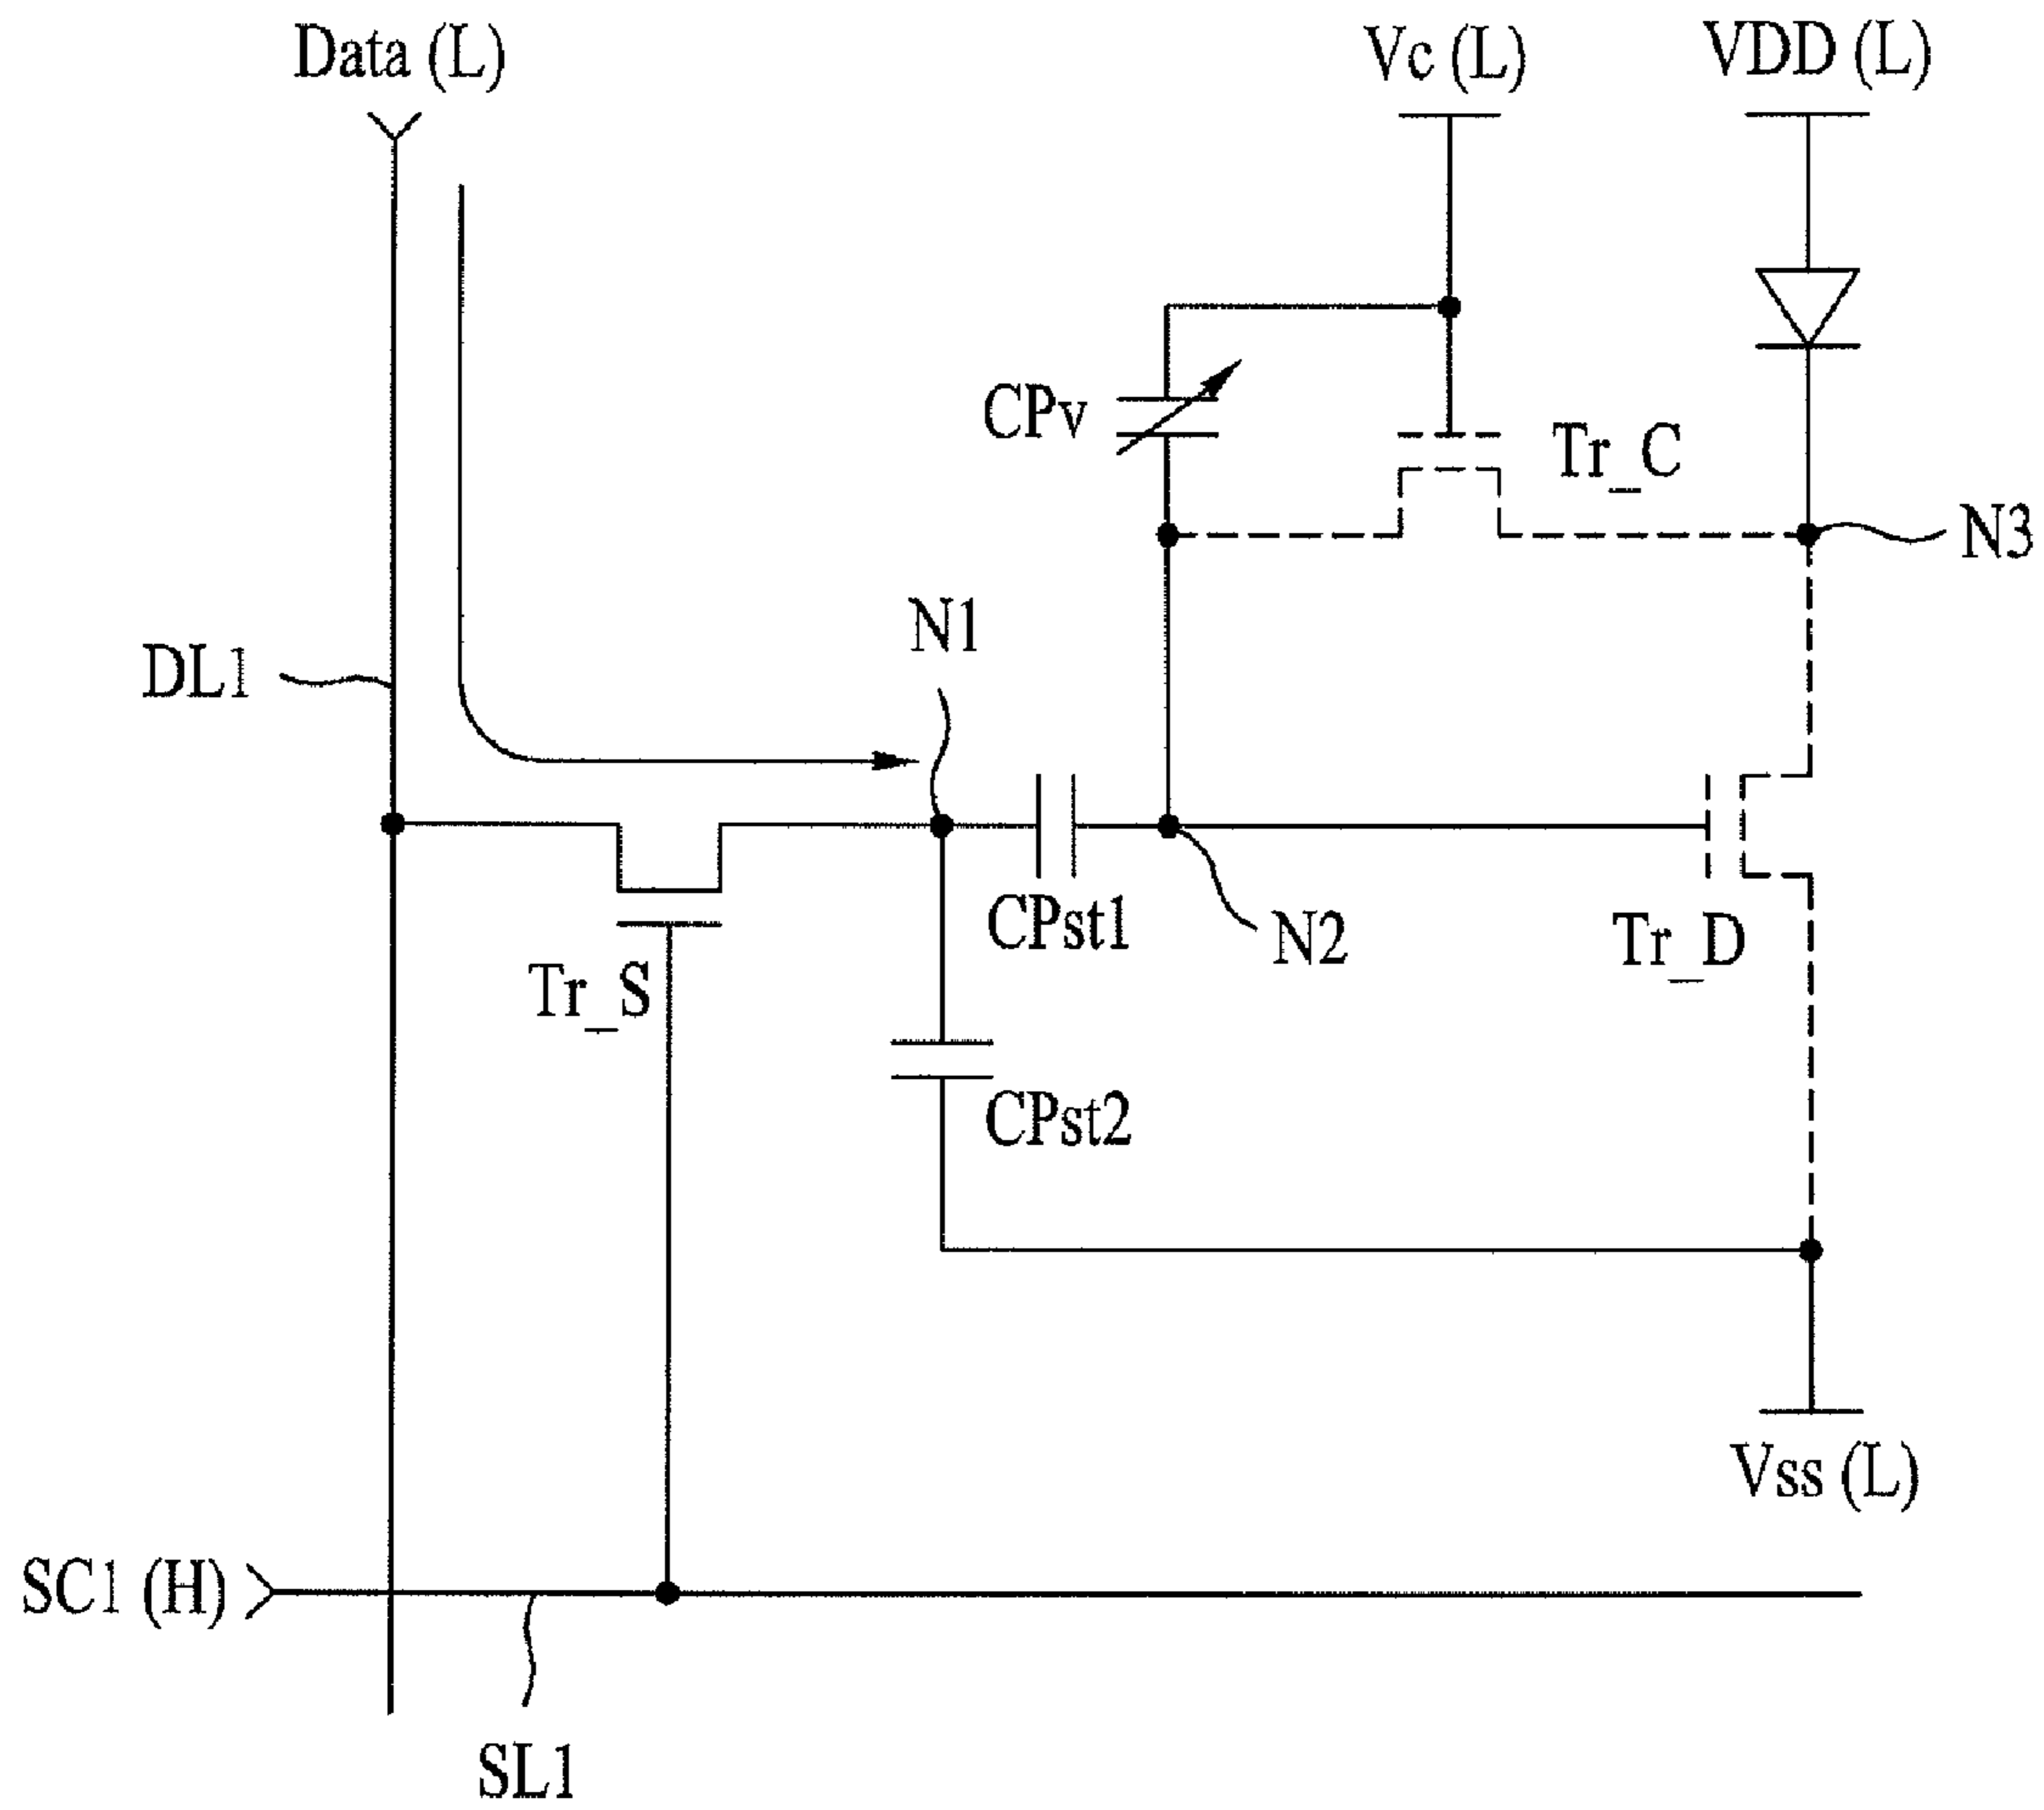 Data (L)
Vc (L)
VDD (L)
CPv
Tr_C
N3
N1
DL1
CPst1
N2
Tr_D
Tr_S
CPst2
Vss (L)
SC1 (H)
SL1